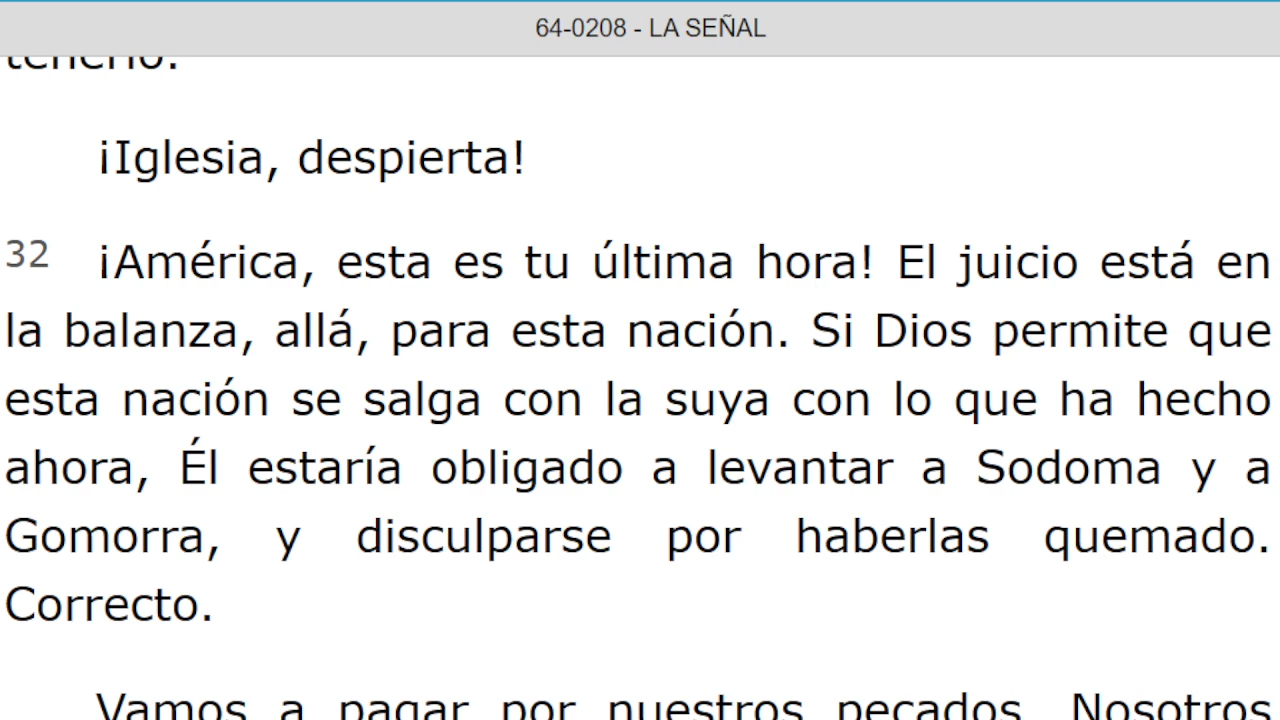 64-0208 - LA SEÑAL
tenerlo.
¡Iglesia, despierta!
32 ¡América, esta es tu última hora! El juicio está en
la balanza, allá, para esta nación. Si Dios permite que
esta nación se salga con la suya con lo que ha hecho
ahora, Él estaría obligado a levantar a Sodoma y a
Gomorra, y disculparse por haberlas quemado.
Correcto.
Vamos a pagar por nuestros pecados. Nosotros